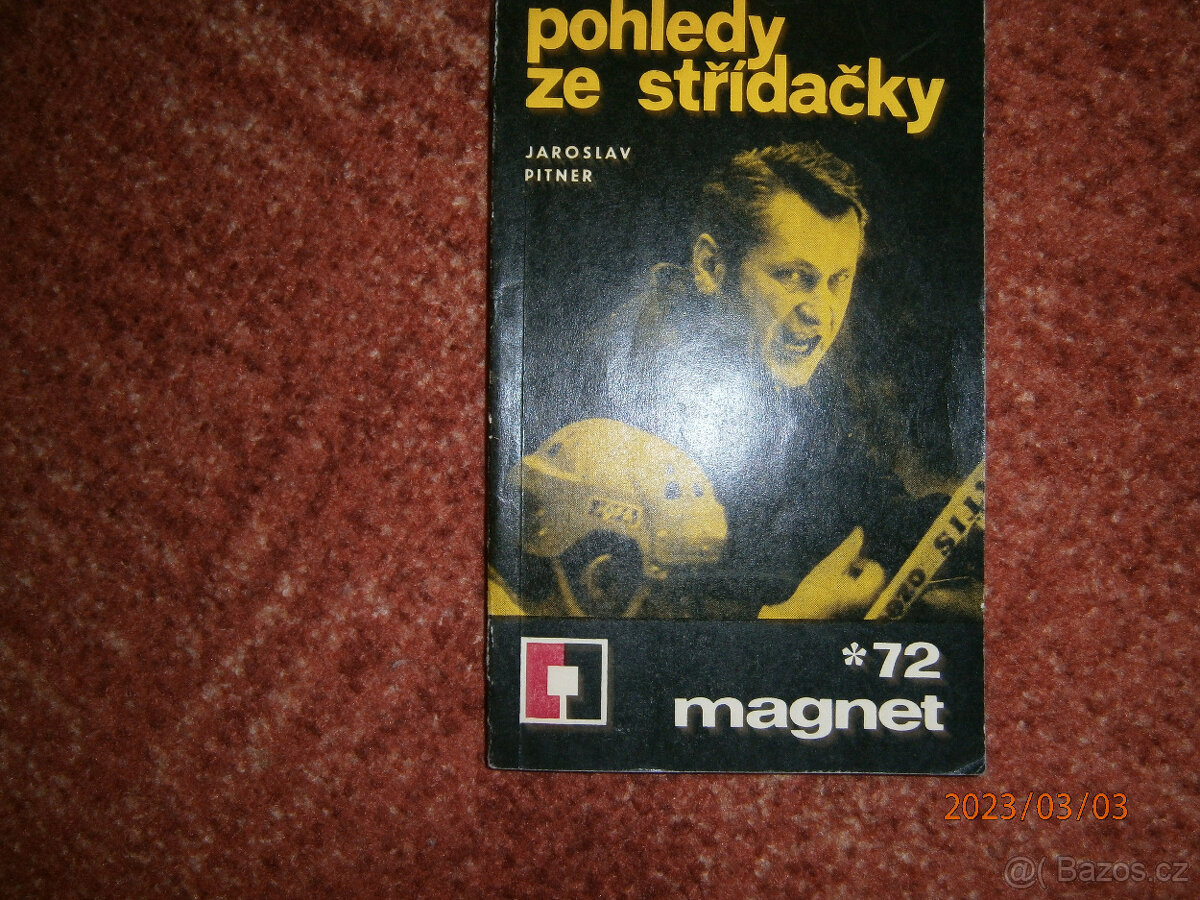 pohledy
ze střídačky
JAROSLAV
PITNER
*72
magnet
2023/03/03
@( Bazos.cz